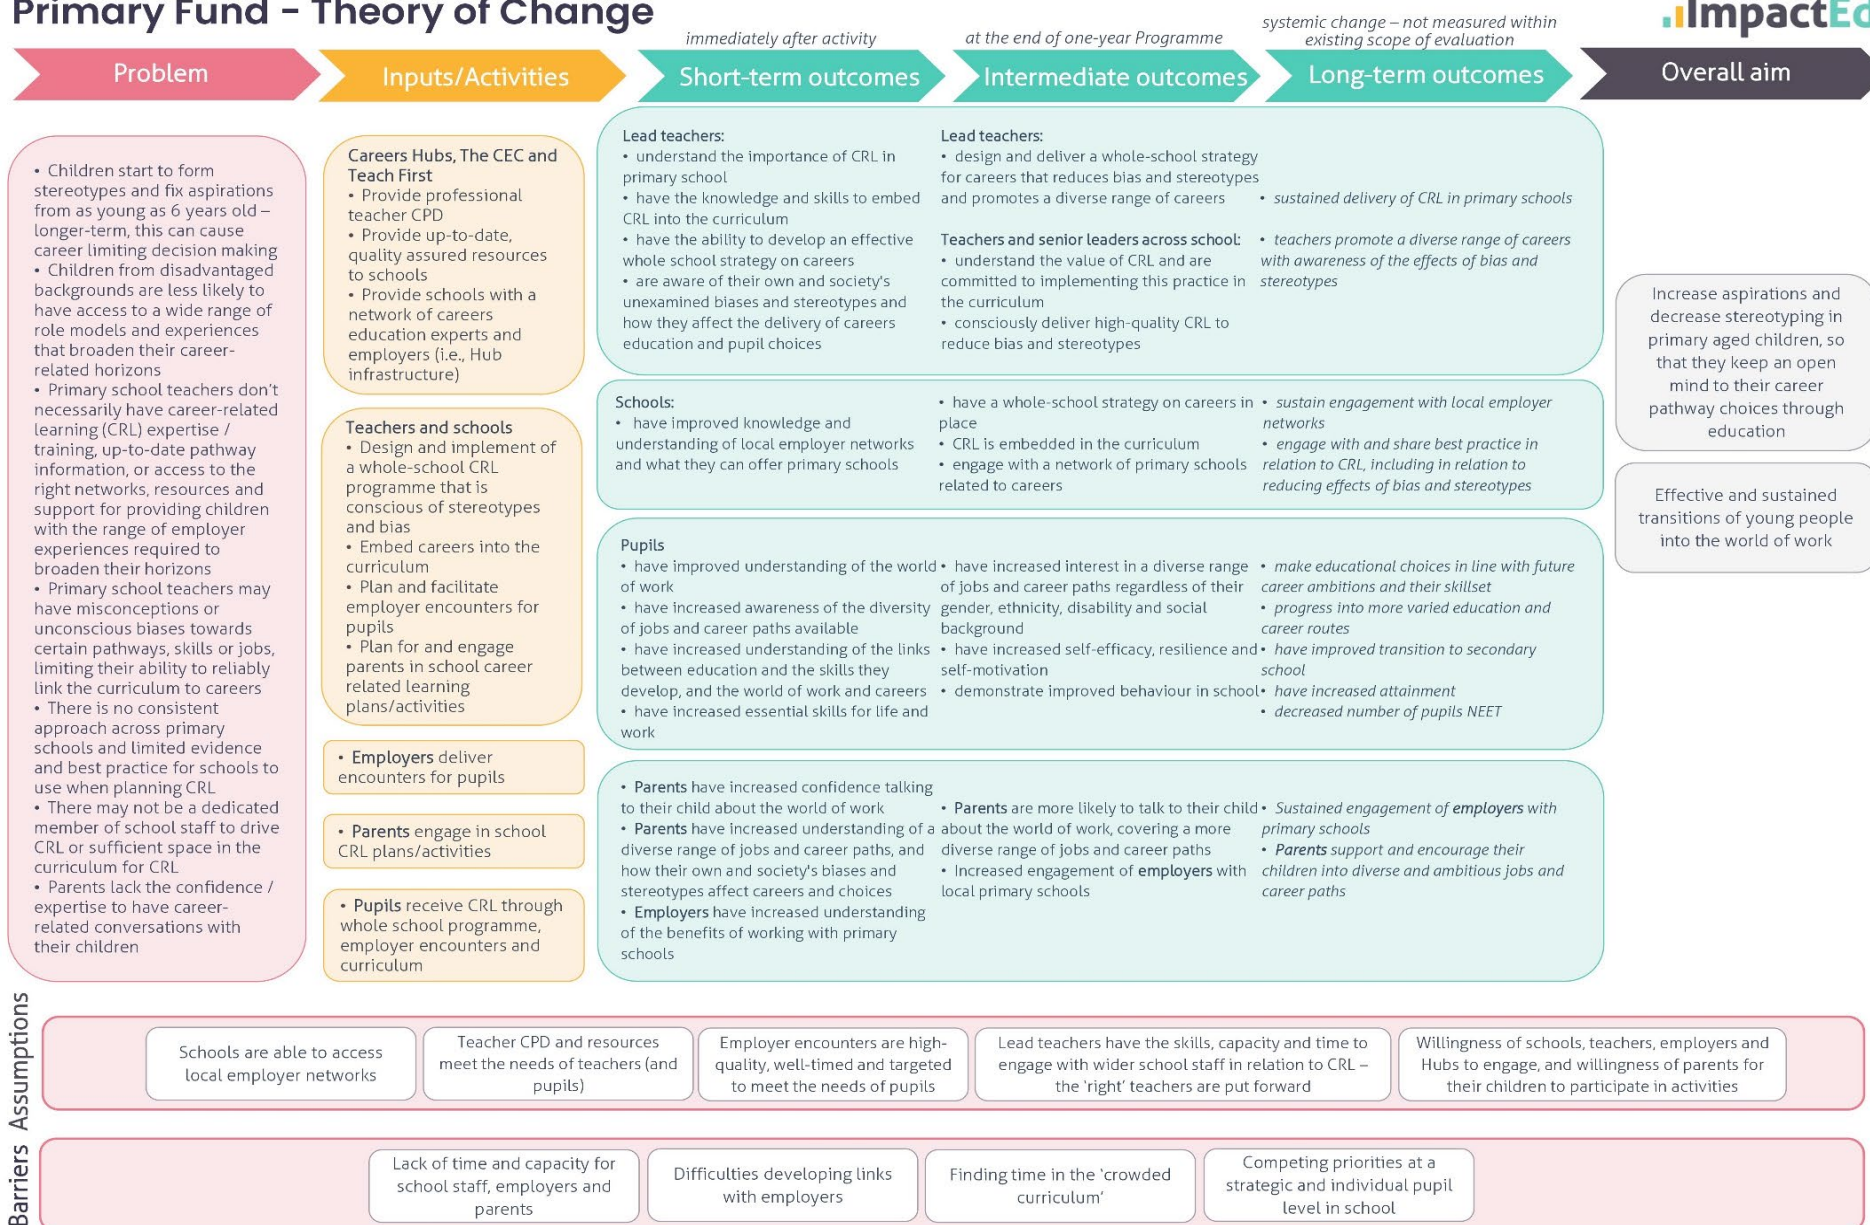 Primary Fund – Theory of Change
ImpactEd
immediately after activity
at the end of one-year Programme
systemic change – not measured within
existing scope of evaluation
Problem
Inputs/Activities
Short-term outcomes
Intermediate outcomes
Long-term outcomes
Overall aim
• Children start to form
stereotypes and fix aspirations
from as young as 6 years old –
longer-term, this can cause
career limiting decision making
• Children from disadvantaged
backgrounds are less likely to
have access to a wide range of
role models and experiences
that broaden their career-
related horizons
• Primary school teachers don't
necessarily have career-related
learning (CRL) expertise /
training, up-to-date pathway
information, or access to the
right networks, resources and
support for providing children
with the range of employer
experiences required to
broaden their horizons
• Primary school teachers may
have misconceptions or
unconscious biases towards
certain pathways, skills or jobs,
limiting their ability to reliably
link the curriculum to careers
• There is no consistent
approach across primary
schools and limited evidence
and best practice for schools to
use when planning CRL
• There may not be a dedicated
member of school staff to drive
CRL or sufficient space in the
curriculum for CRL
• Parents lack the confidence /
expertise to have career-
related conversations with
their children
Careers Hubs, The CEC and
Teach First
• Provide professional
teacher CPD
• Provide up-to-date,
quality assured resources
to schools
• Provide schools with a
network of careers
education experts and
employers (i.e., Hub
infrastructure)
Teachers and schools
• Design and implement of
a whole-school CRL
programme that is
conscious of stereotypes
and bias
• Embed careers into the
curriculum
• Plan and facilitate
employer encounters for
pupils
• Plan for and engage
parents in school career
related learning
plans/activities
• Employers deliver
encounters for pupils
• Parents engage in school
CRL plans/activities
• Pupils receive CRL through
whole school programme,
employer encounters and
curriculum
Lead teachers:
• understand the importance of CRL in
primary school
• have the knowledge and skills to embed
CRL into the curriculum
• have the ability to develop an effective
whole school strategy on careers
• are aware of their own and society's
unexamined biases and stereotypes and
how they affect the delivery of careers
education and pupil choices
Lead teachers:
• design and deliver a whole-school strategy
for careers that reduces bias and stereotypes
and promotes a diverse range of careers
Teachers and senior leaders across school:
• understand the value of CRL and are
committed to implementing this practice in
the curriculum
• consciously deliver high-quality CRL to
reduce bias and stereotypes
• sustained delivery of CRL in primary schools
• teachers promote a diverse range of careers
with awareness of the effects of bias and
stereotypes
Schools:
• have improved knowledge and
understanding of local employer networks
and what they can offer primary schools
• have a whole-school strategy on careers in
place
• CRL is embedded in the curriculum
• engage with a network of primary schools
related to careers
• sustain engagement with local employer
networks
• engage with and share best practice in
relation to CRL, including in relation to
reducing effects of bias and stereotypes
Pupils
• have improved understanding of the world
of work
• have increased awareness of the diversity
of jobs and career paths available
• have increased understanding of the links
between education and the skills they
develop, and the world of work and careers
• have increased essential skills for life and
work
• have increased interest in a diverse range
of jobs and career paths regardless of their
gender, ethnicity, disability and social
background
• have increased self-efficacy, resilience and
self-motivation
• demonstrate improved behaviour in school
• make educational choices in line with future
career ambitions and their skillset
• progress into more varied education and
career routes
• have improved transition to secondary
school
• have increased attainment
• decreased number of pupils NEET
• Parents have increased confidence talking
to their child about the world of work
• Parents have increased understanding of a
diverse range of jobs and career paths, and
how their own and society's biases and
stereotypes affect careers and choices
• Employers have increased understanding
of the benefits of working with primary
schools
• Parents are more likely to talk to their child
about the world of work, covering a more
diverse range of jobs and career paths
• Increased engagement of employers with
local primary schools
• Sustained engagement of employers with
primary schools
• Parents support and encourage their
children into diverse and ambitious jobs and
career paths
Increase aspirations and
decrease stereotyping in
primary aged children, so
that they keep an open
mind to their career
pathway choices through
education
Effective and sustained
transitions of young people
into the world of work
Assumptions
Schools are able to access
local employer networks
Teacher CPD and resources
meet the needs of teachers (and
pupils)
Employer encounters are high-
quality, well-timed and targeted
to meet the needs of pupils
Lead teachers have the skills, capacity and time to
engage with wider school staff in relation to CRL –
the 'right' teachers are put forward
Willingness of schools, teachers, employers and
Hubs to engage, and willingness of parents for
their children to participate in activities
Barriers
Lack of time and capacity for
school staff, employers and
parents
Difficulties developing links
with employers
Finding time in the 'crowded
curriculum'
Competing priorities at a
strategic and individual pupil
level in school